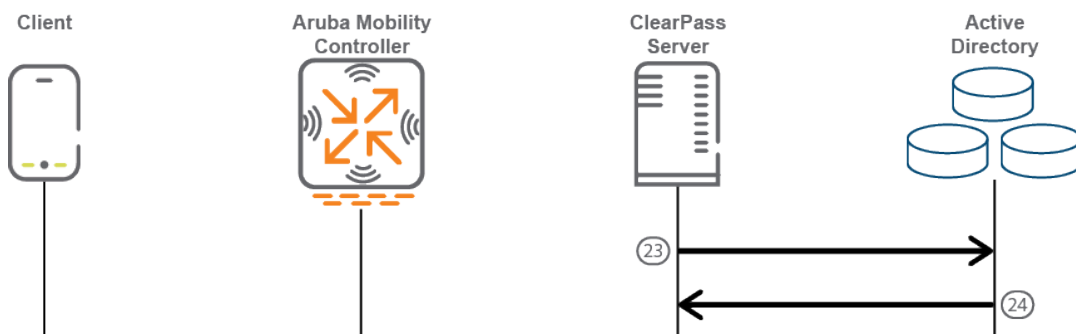 Client
Aruba Mobility
Controller
ClearPass
Server
Active
Directory
23
24